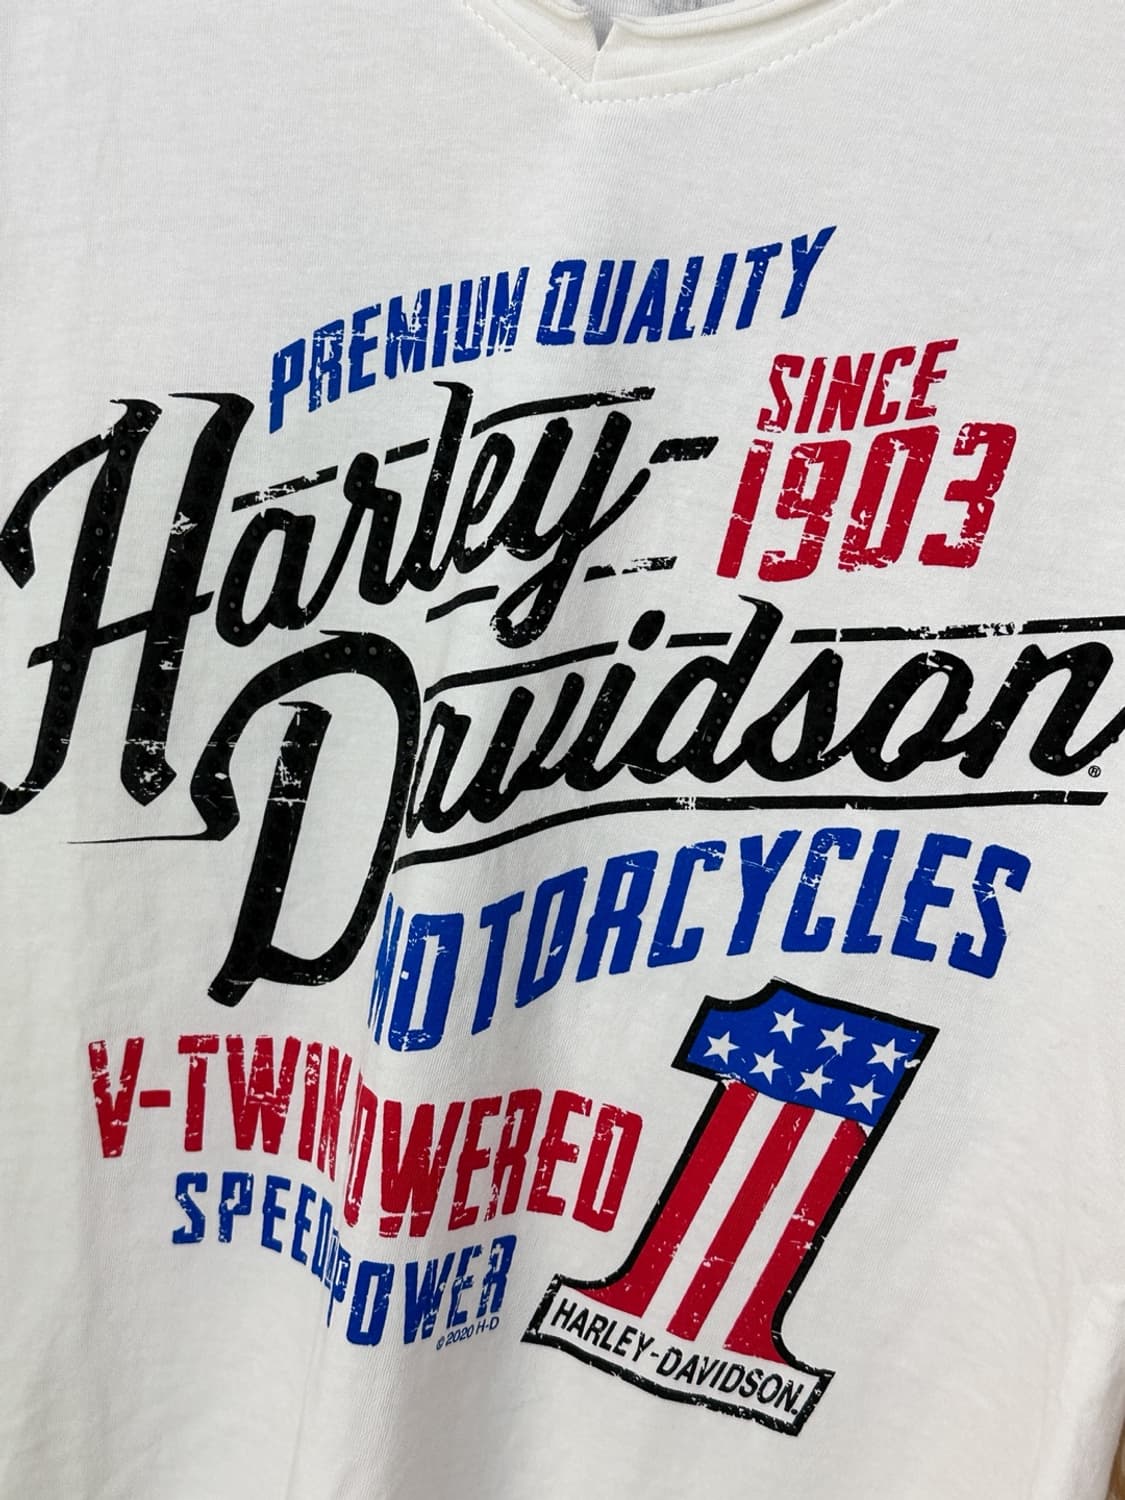 PREMIUM QUALITY
SINCE
1903
Harley-
Davidson®
MOTORCYCLES
V-TWIN POWERED
SPEED POWER
© 2020 H-D
HARLEY-DAVIDSON.